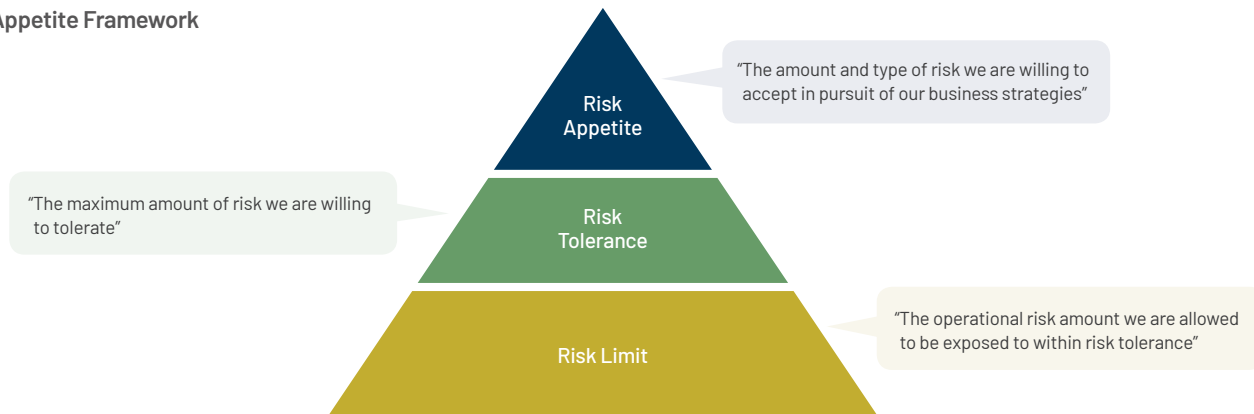 Appetite Framework
Risk
Appetite
“The amount and type of risk we are willing to
accept in pursuit of our business strategies”
“The maximum amount of risk we are willing
to tolerate”
Risk
Tolerance
“The operational risk amount we are allowed
to be exposed to within risk tolerance”
Risk Limit